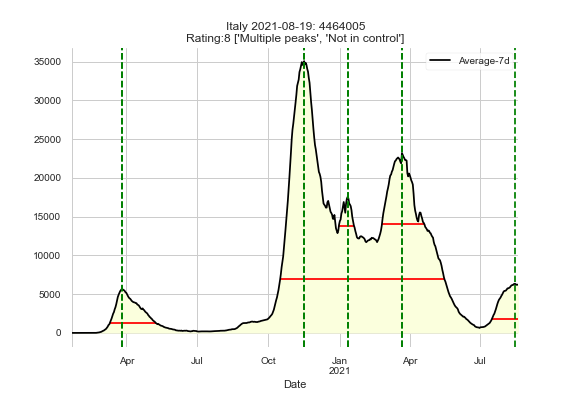 Italy 2021-08-19: 4464005
Rating:8 ['Multiple peaks', 'Not in control']
Average-7d
35000
30000
25000
20000
15000
10000
5000
0
Apr Jul Oct Jan Apr Jul
2021
Date